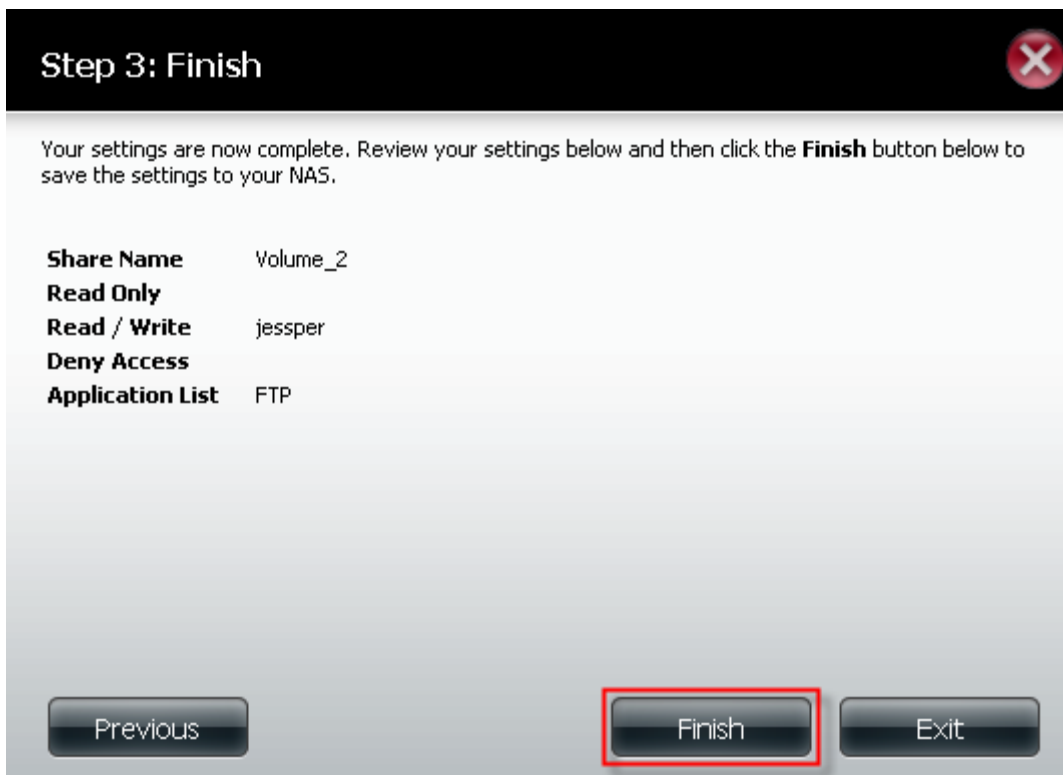 Step 3: Finish
Your settings are now complete. Review your settings below and then click the Finish button below to
save the settings to your NAS.
Share Name Volume_2
Read Only
Read / Write jessper
Deny Access
Application List FTP
Previous Finish Exit